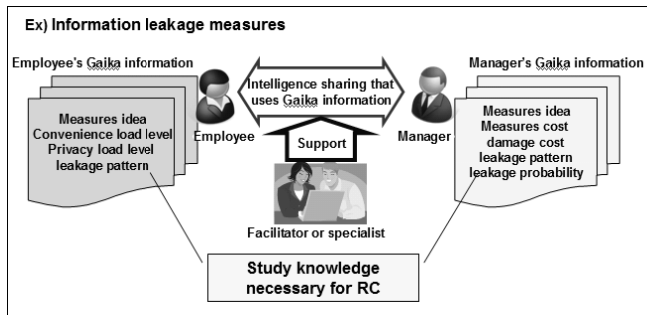 Ex) Information leakage measures
Employee's Gaika information
Manager's Gaika information
Intelligence sharing that
uses Gaika information
Employee
Manager
Measures idea
Convenience load level
Privacy load level
leakage pattern
Support
Measures idea
Measures cost
damage cost
leakage pattern
leakage probability
Facilitator or specialist
Study knowledge
necessary for RC